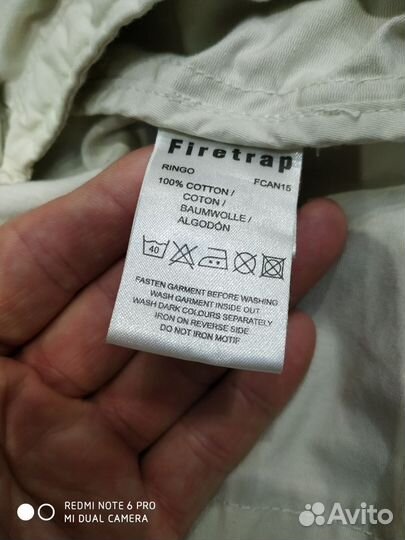 Firetrap
RINGO FCAN15
100% COTTON/
COTON/
BAUMWOLLE/
ALGODÓN
40
FASTEN GARMENT BEFORE WASHING
WASH GARMENT INSIDE OUT
WASH DARK COLOURS SEPARATELY
IRON ON REVERSE SIDE
DO NOT IRON MOTIF
REDMI NOTE 6 PRO
MI DUAL CAMERA
Avito